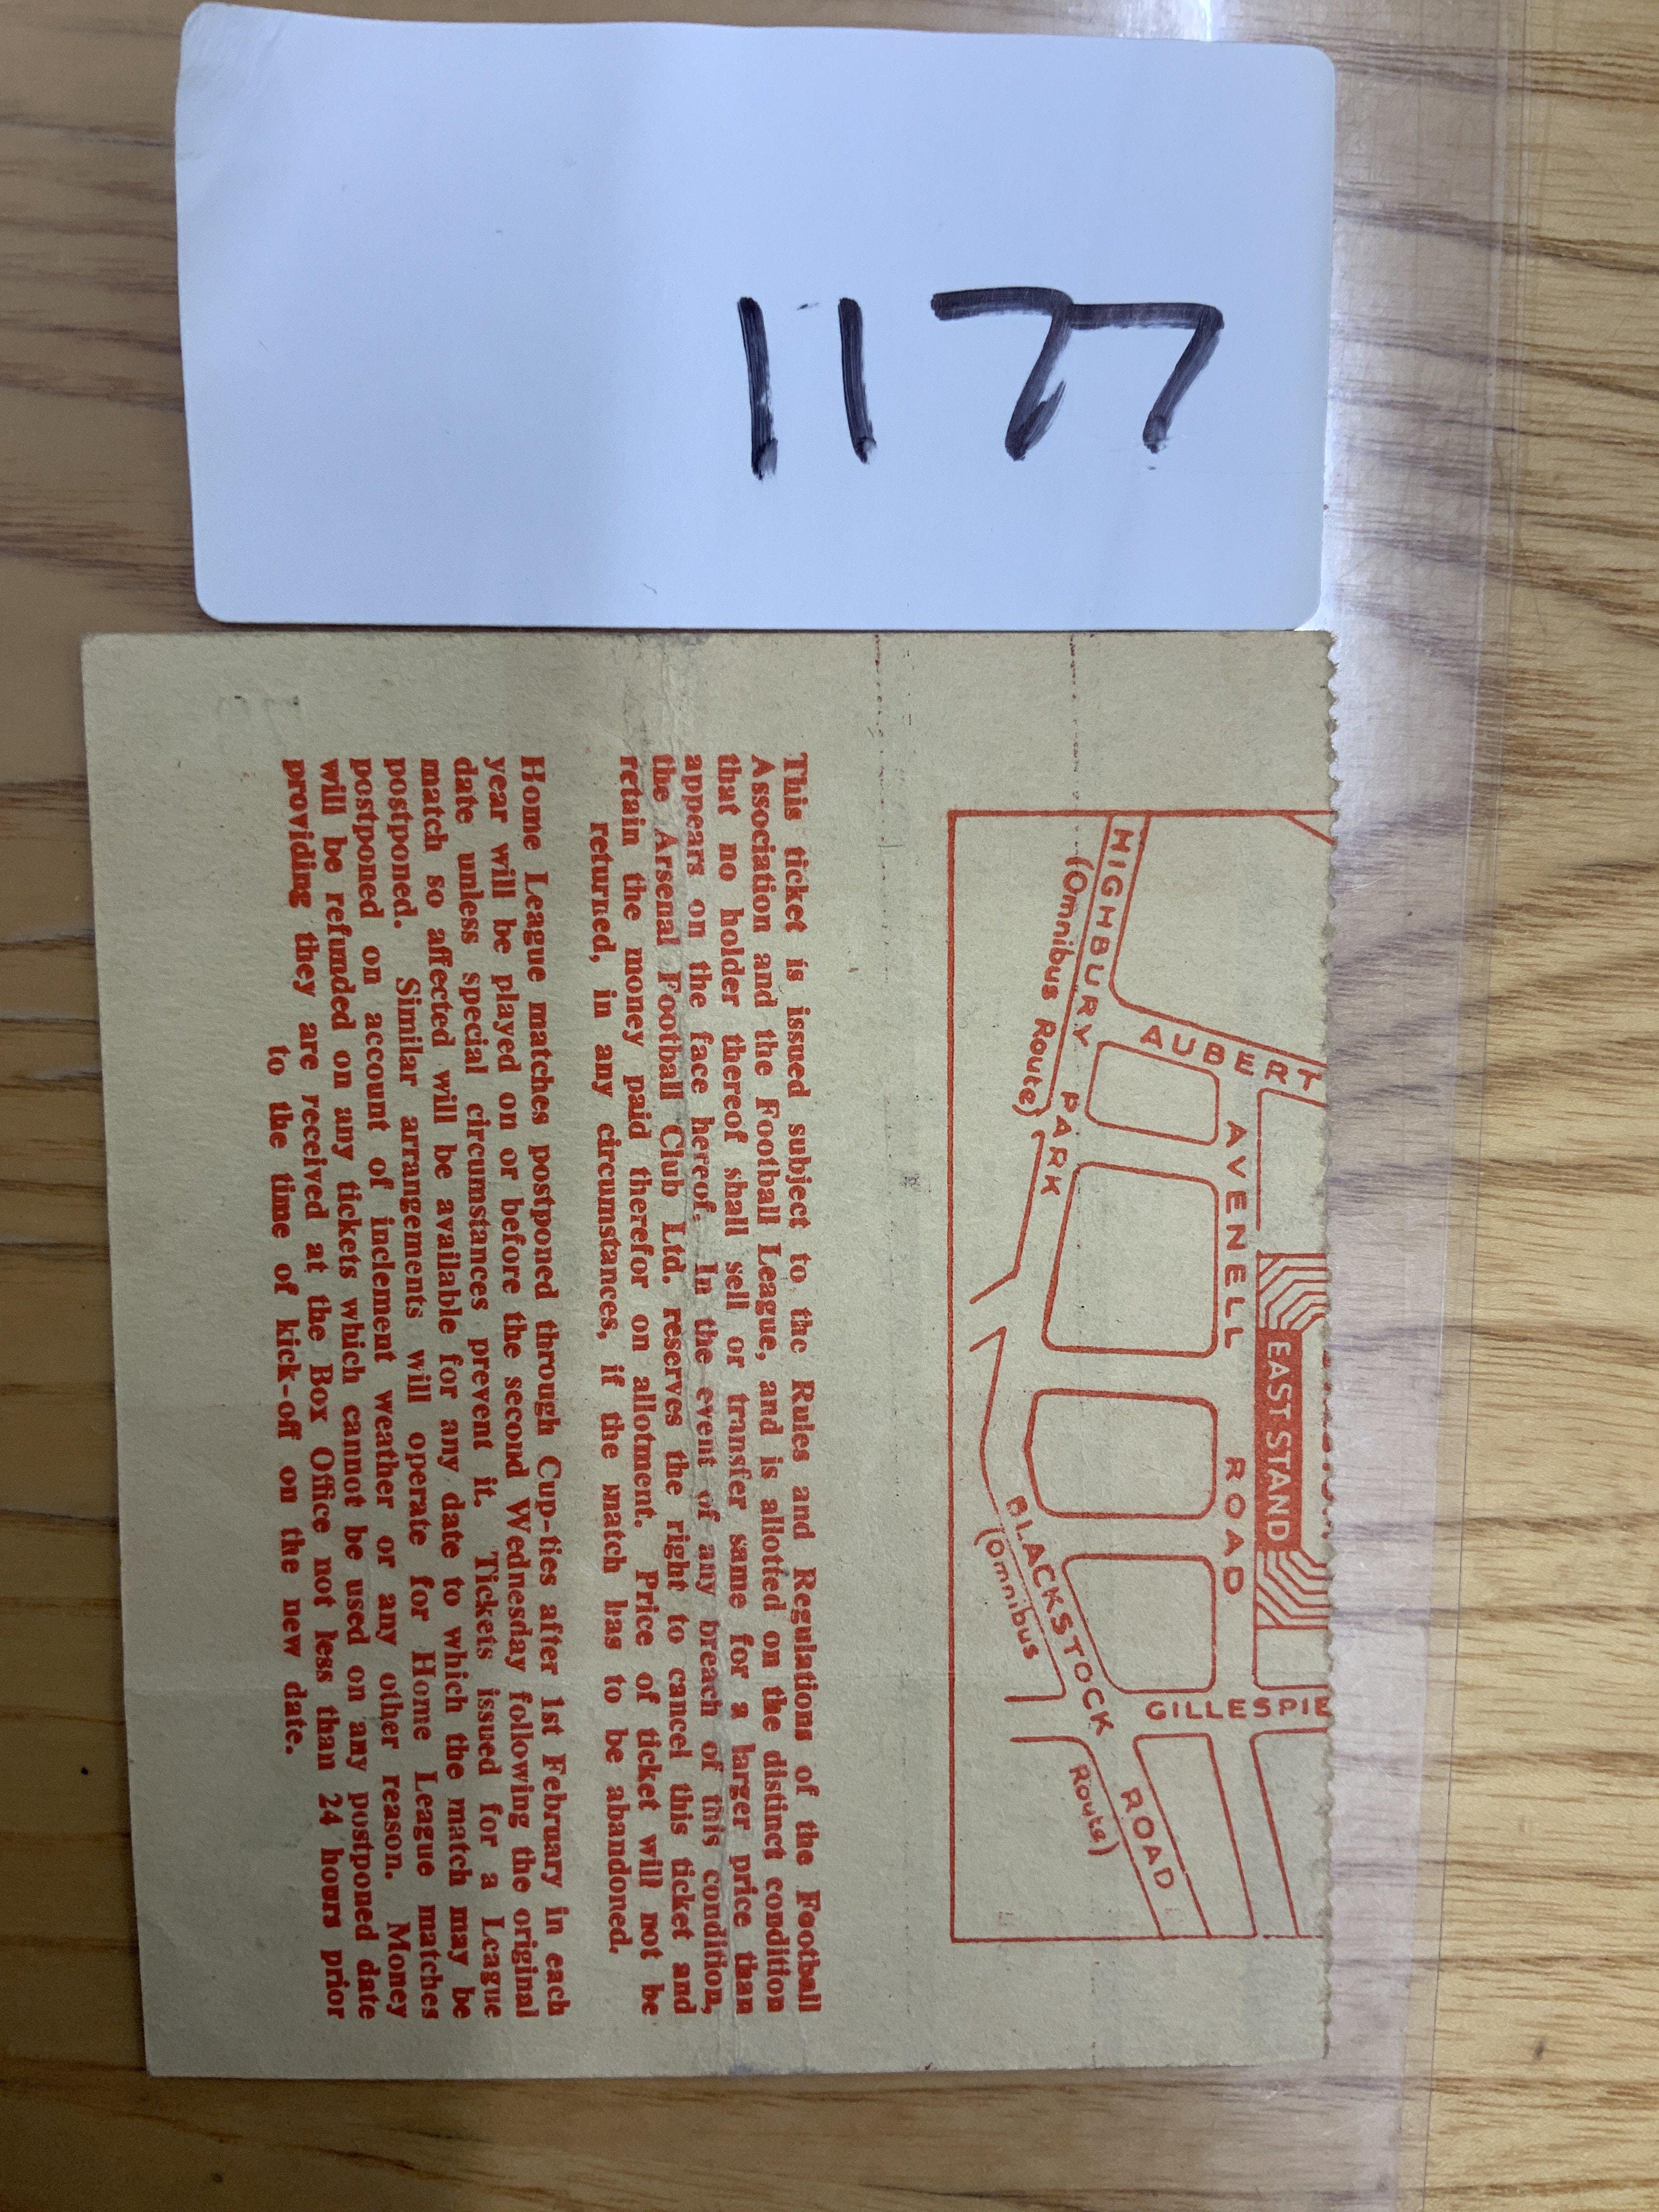 1177
EAST STAND
AVENELL ROAD
AUBERT
GILLESPIE
HIGHBURY PARK
(Omnibus Route)
BLACKSTOCK ROAD
(Omnibus Route)
This ticket is issued subject to the Rules and Regulations of the Football
Association and the Football League, and is allotted on the distinct condition
that no holder thereof shall sell or transfer same for a larger price than
appears on the face hereof. In the event of any breach of this condition,
the Arsenal Football Club Ltd. reserves the right to cancel this ticket and
retain the money paid therefor on allotment. Price of ticket will not be
returned, in any circumstances, if the match has to be abandoned.
Home League matches postponed through Cup-ties after 1st February in each
year will be played on or before the second Wednesday following the original
date unless special circumstances prevent it. Tickets issued for a League
match so affected will be available for any date to which the match may be
postponed. Similar arrangements will operate for Home League matches
postponed on account of inclement weather or any other reason. Money
will be refunded on any tickets which cannot be used on any postponed date
providing they are received at the Box Office not less than 24 hours prior
to the time of kick-off on the new date.